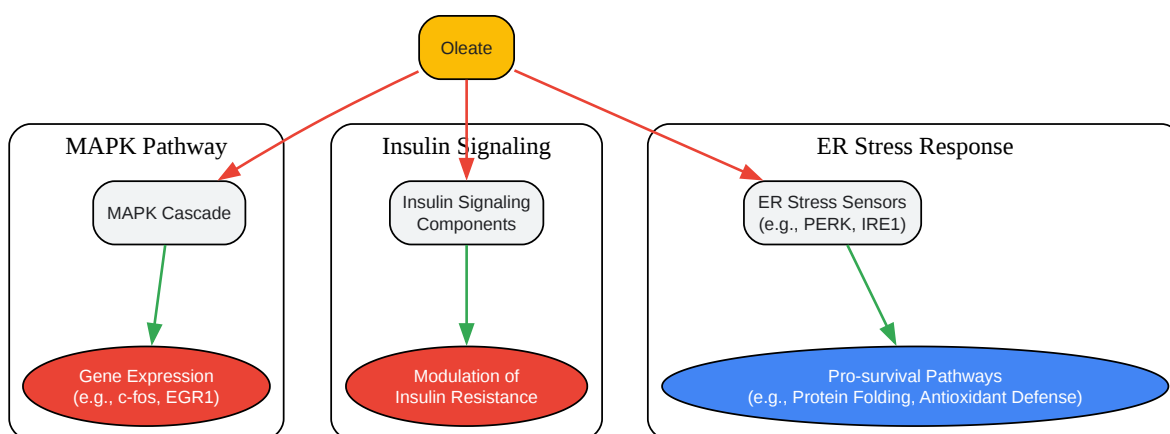 Oleate
MAPK Pathway
Insulin Signaling
ER Stress Response
MAPK Cascade
Insulin Signaling
Components
ER Stress Sensors
(e.g., PERK, IRE1)
Gene Expression
(e.g., c-fos, EGR1)
Modulation of
Insulin Resistance
Pro-survival Pathways
(e.g., Protein Folding, Antioxidant Defense)